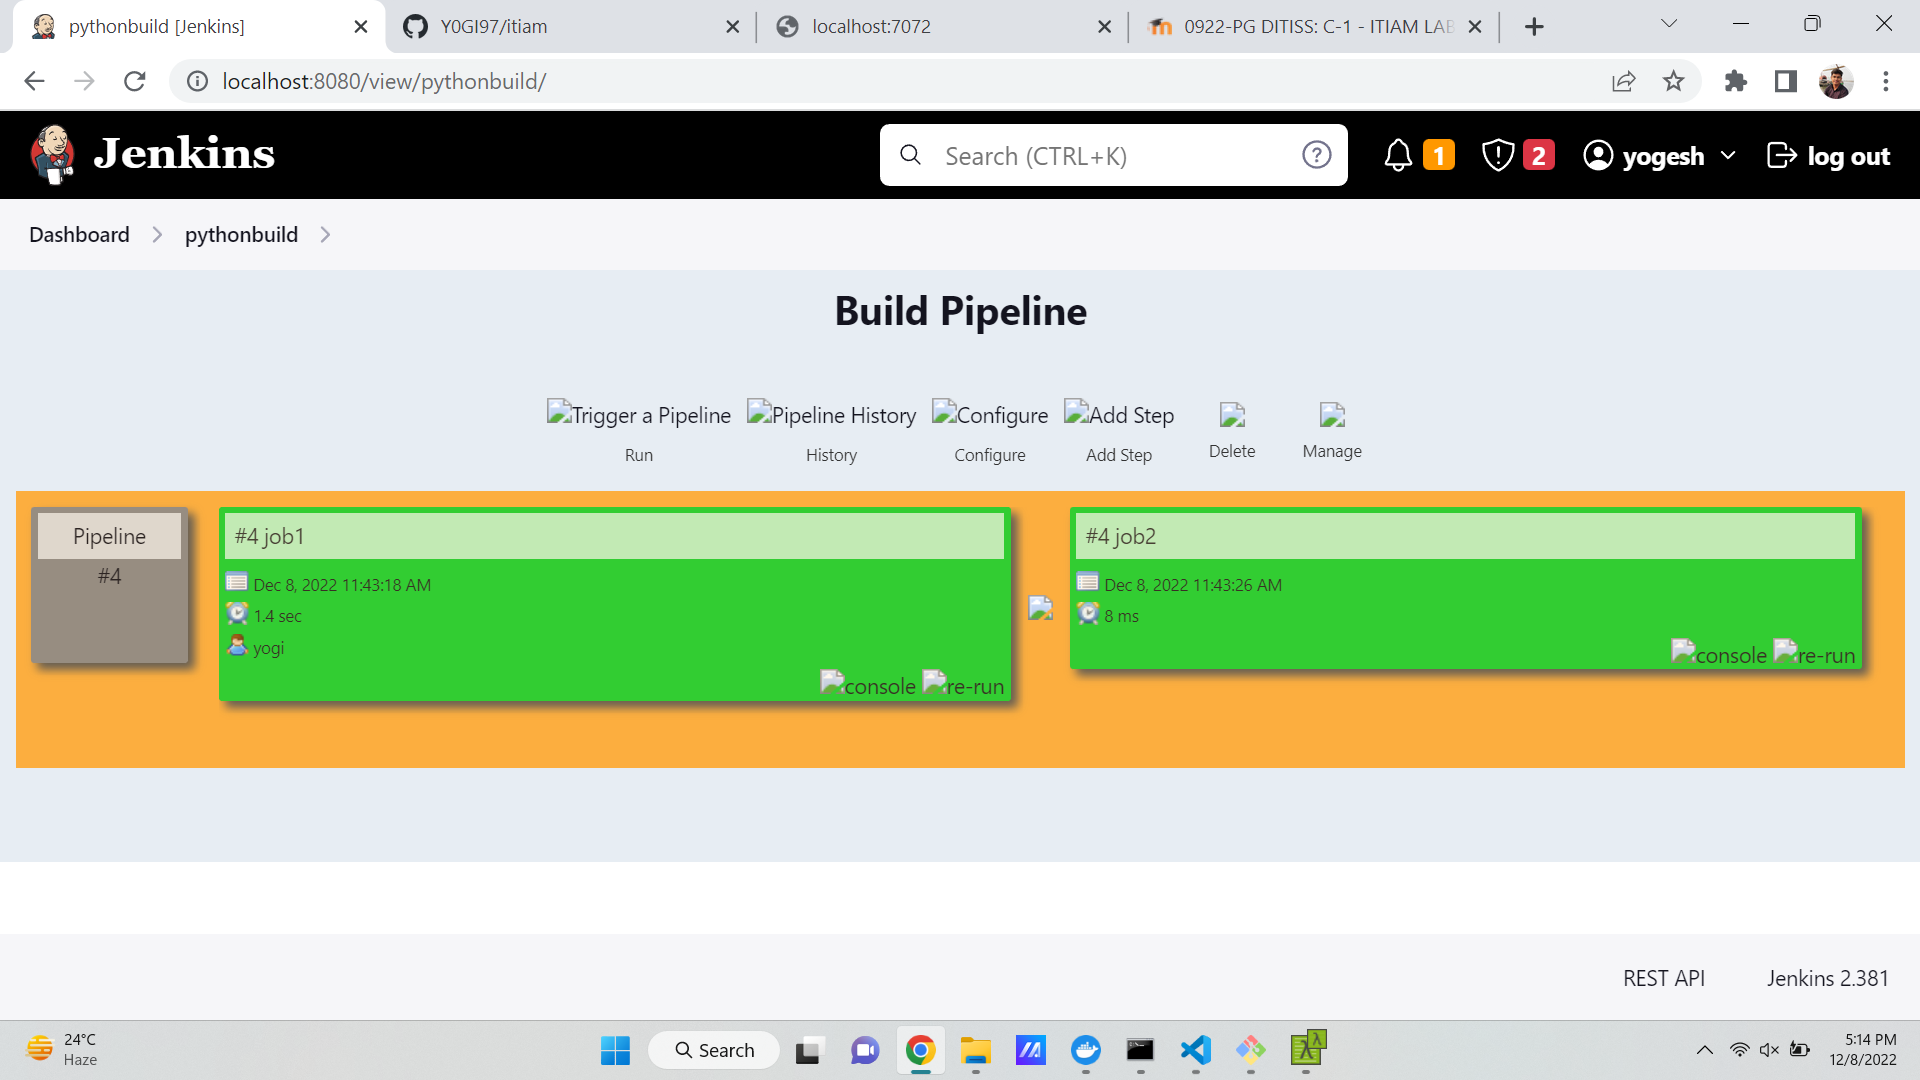 pythonbuild [Jenkins]
Y0GI97/itiam
localhost:7072
0922-PG DITISS: C-1 - ITIAM LAB
localhost:8080/view/pythonbuild/
Jenkins
Search (CTRL+K)
1
2
yogesh
log out
Dashboard
pythonbuild
Build Pipeline
Trigger a Pipeline
Pipeline History
Configure
Add Step
Run
History
Configure
Add Step
Delete
Manage
Pipeline
#4
#4 job1
Dec 8, 2022 11:43:18 AM
1.4 sec
yogi
console
re-run
#4 job2
Dec 8, 2022 11:43:26 AM
8 ms
console
re-run
REST API
Jenkins 2.381
24°C
Haze
Search
5:14 PM
12/8/2022